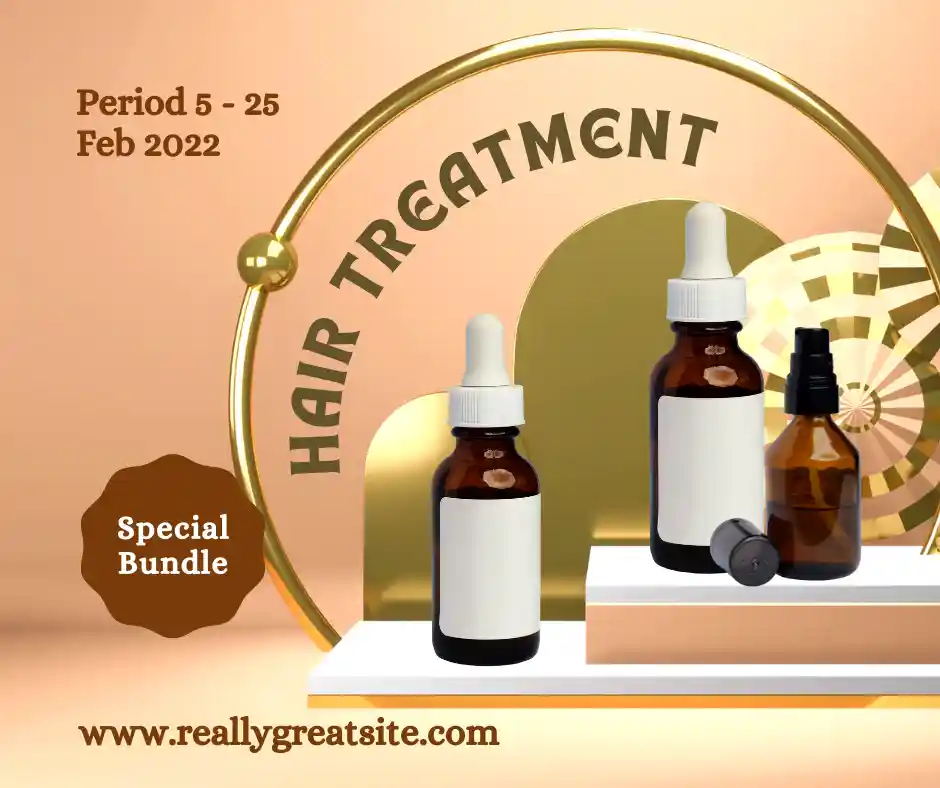 Period 5 - 25
Feb 2022
HAIR TREATMENT
Special
Bundle
www.reallygreatsite.com